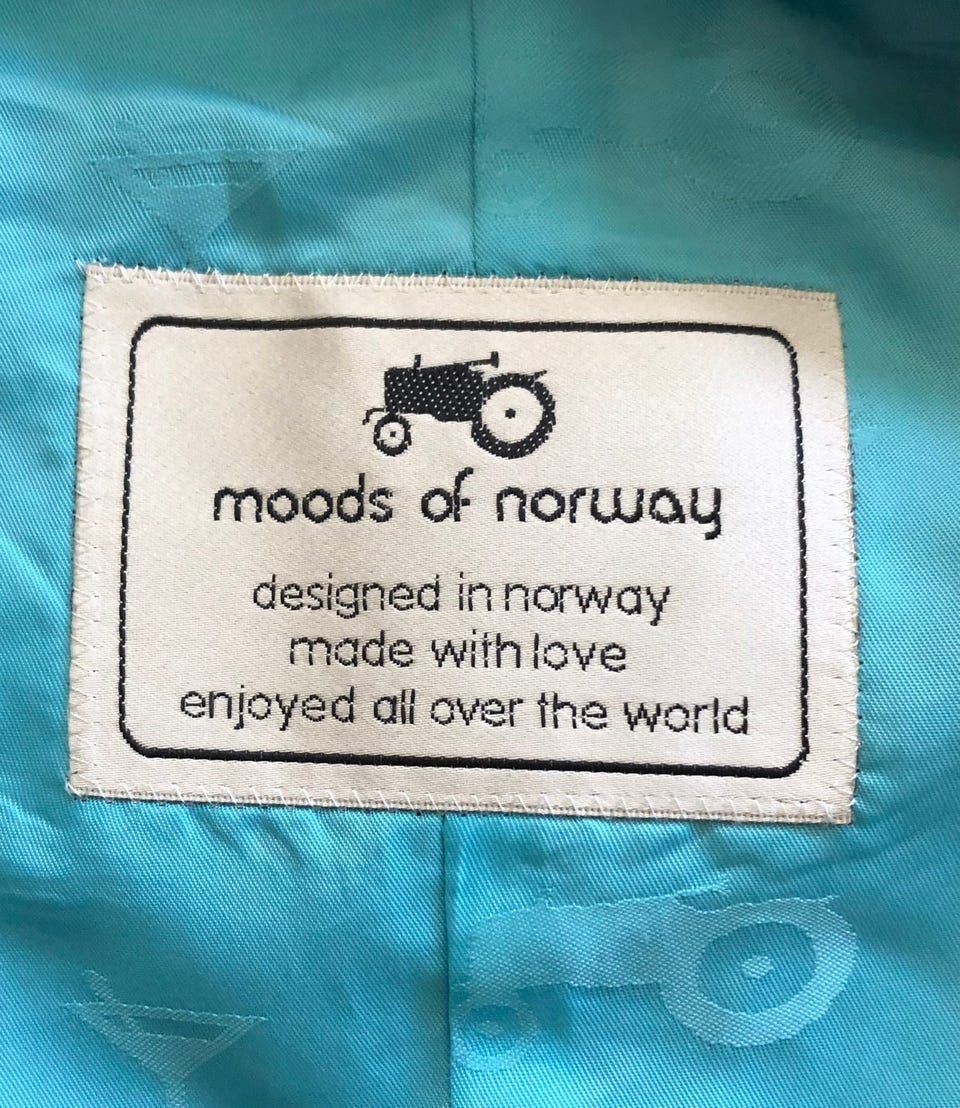 moods of norway
designed in norway
made with love
enjoyed all over the world